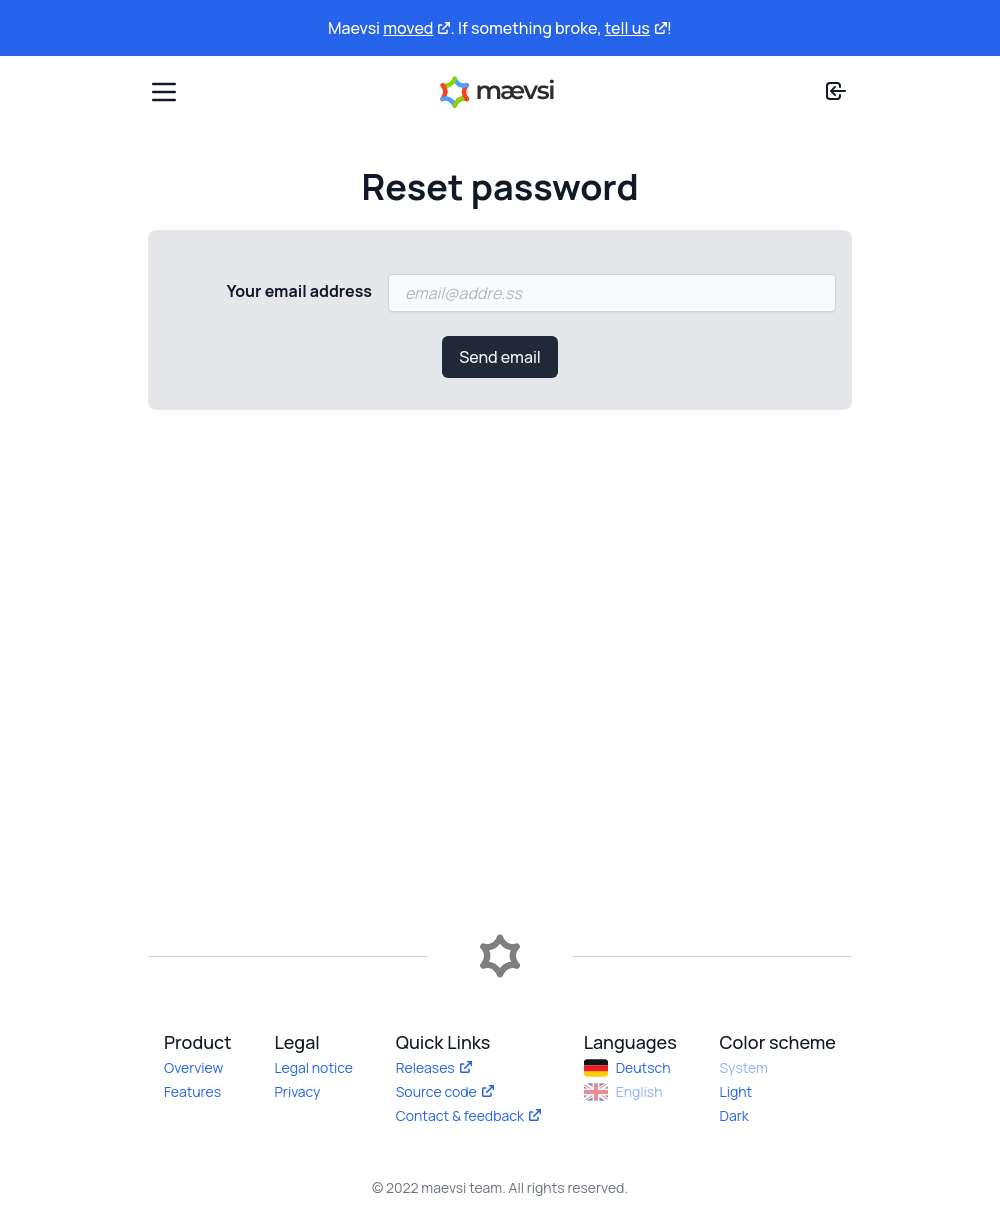 Maevsi moved. If something broke, tell us!
mævsi
Reset password
Your email address
email@addre.ss
Send email
Product
Overview
Features
Legal
Legal notice
Privacy
Quick Links
Releases
Source code
Contact & feedback
Languages
Deutsch
English
Color scheme
System
Light
Dark
© 2022 maevsi team. All rights reserved.